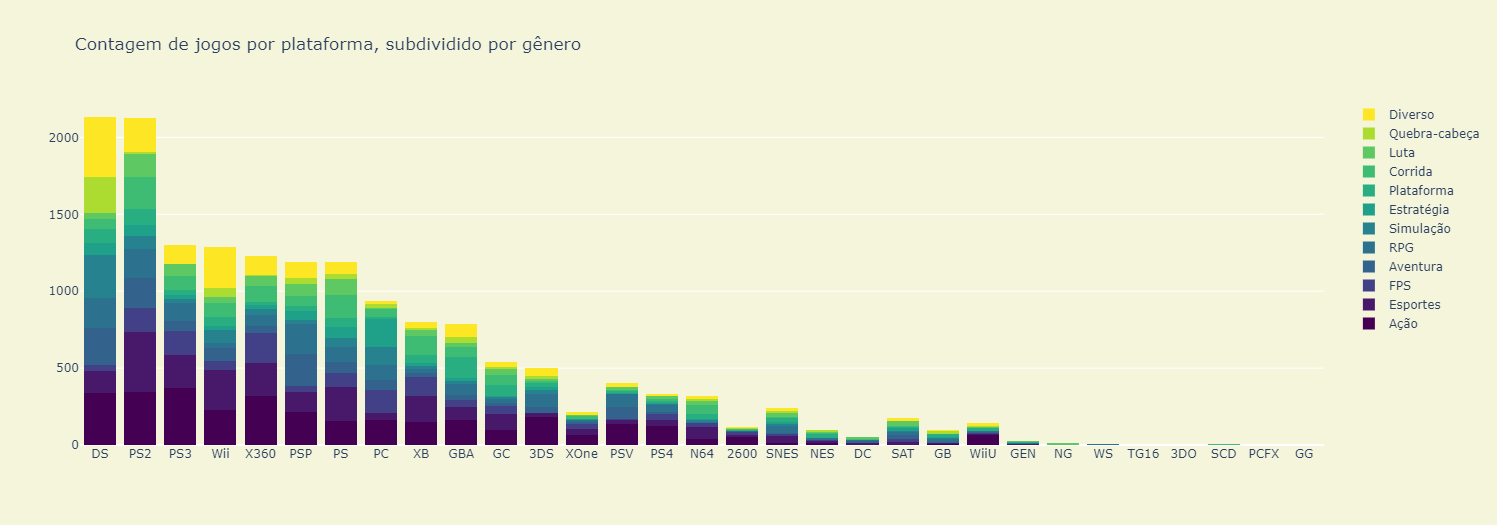 Contagem de jogos por plataforma, subdividido por gênero
2000
1500
1000
500
0
DS PS2 PS3 Wii X360 PSP PS PC XB GBA GC 3DS XOne PSV PS4 N64 2600 SNES NES DC SAT GB WiiU GEN NG WS TG16 3DO SCD PCFX GG
Diverso
Quebra-cabeça
Luta
Corrida
Plataforma
Estratégia
Simulação
RPG
Aventura
FPS
Esportes
Ação